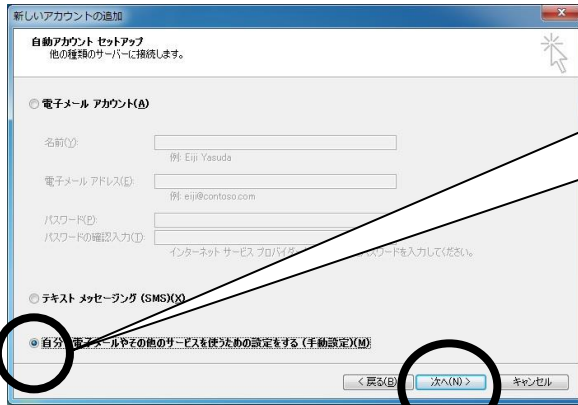 新しいアカウントの追加
自動アカウント セットアップ
他の種類のサーバーに接続します。
電子メール アカウント(A)
名前(Y):
例: Eiji Yasuda
電子メール アドレス(E):
例: eiji@contoso.com
パスワード(P):
パスワードの確認入力(T):
インターネット サービス プロバイダー パスワードを入力してください。
テキスト メッセージング (SMS)(X)
自分 電子メールやその他のサービスを使うための設定をする (手動設定)(M)
< 戻る(B) 次へ(N) > キャンセル